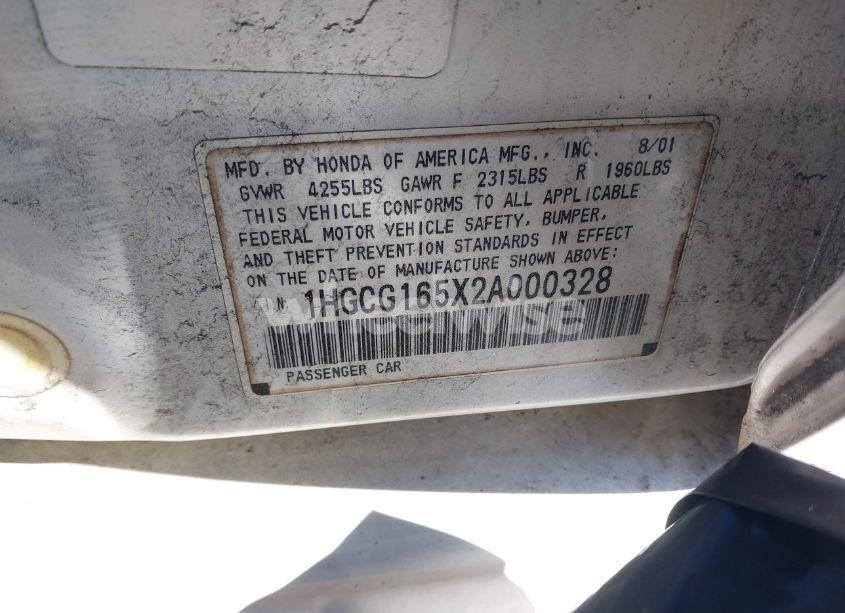 MFD. BY HONDA OF AMERICA MFG., INC. 8/01
GVWR 4255LBS GAWR F 2315LBS R 1960LBS
THIS VEHICLE CONFORMS TO ALL APPLICABLE
FEDERAL MOTOR VEHICLE SAFETY, BUMPER,
AND THEFT PREVENTION STANDARDS IN EFFECT
ON THE DATE OF MANUFACTURE SHOWN ABOVE:
1HGCG165X2A000328
PASSENGER CAR